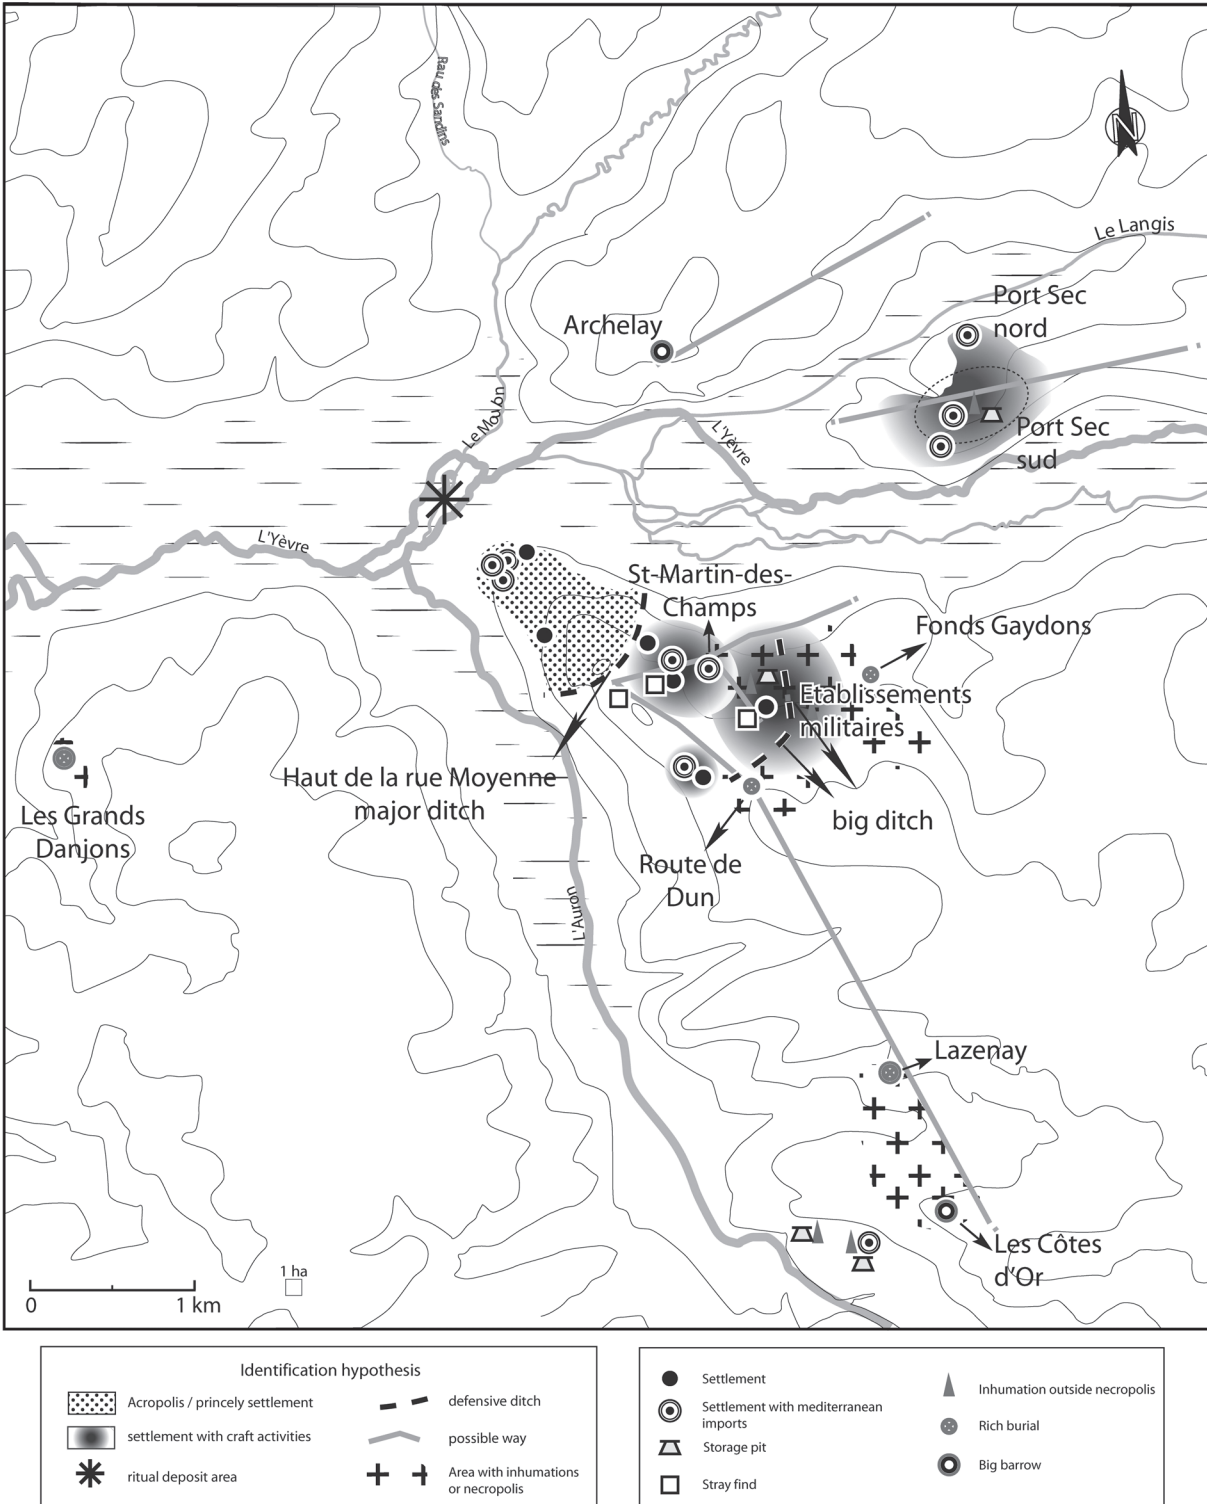 Rau des Sandins
N
Le Langis
Port Sec
nord
Archelay
Le Moulon
L'Yèvre
Port Sec
sud
L'Yèvre
St-Martin-des-
Champs
Fonds Gaydons
Etablissements
militaires
Haut de la rue Moyenne
major ditch
Les Grands
Danjons
big ditch
Route de
Dun
L'Auron
Lazenay
Les Côtes
d'Or
1 ha
0 1 km
Identification hypothesis
Acropolis / princely settlement
settlement with craft activities
ritual deposit area
defensive ditch
possible way
Area with inhumations
or necropolis
Settlement
Settlement with mediterranean
imports
Storage pit
Stray find
Inhumation outside necropolis
Rich burial
Big barrow